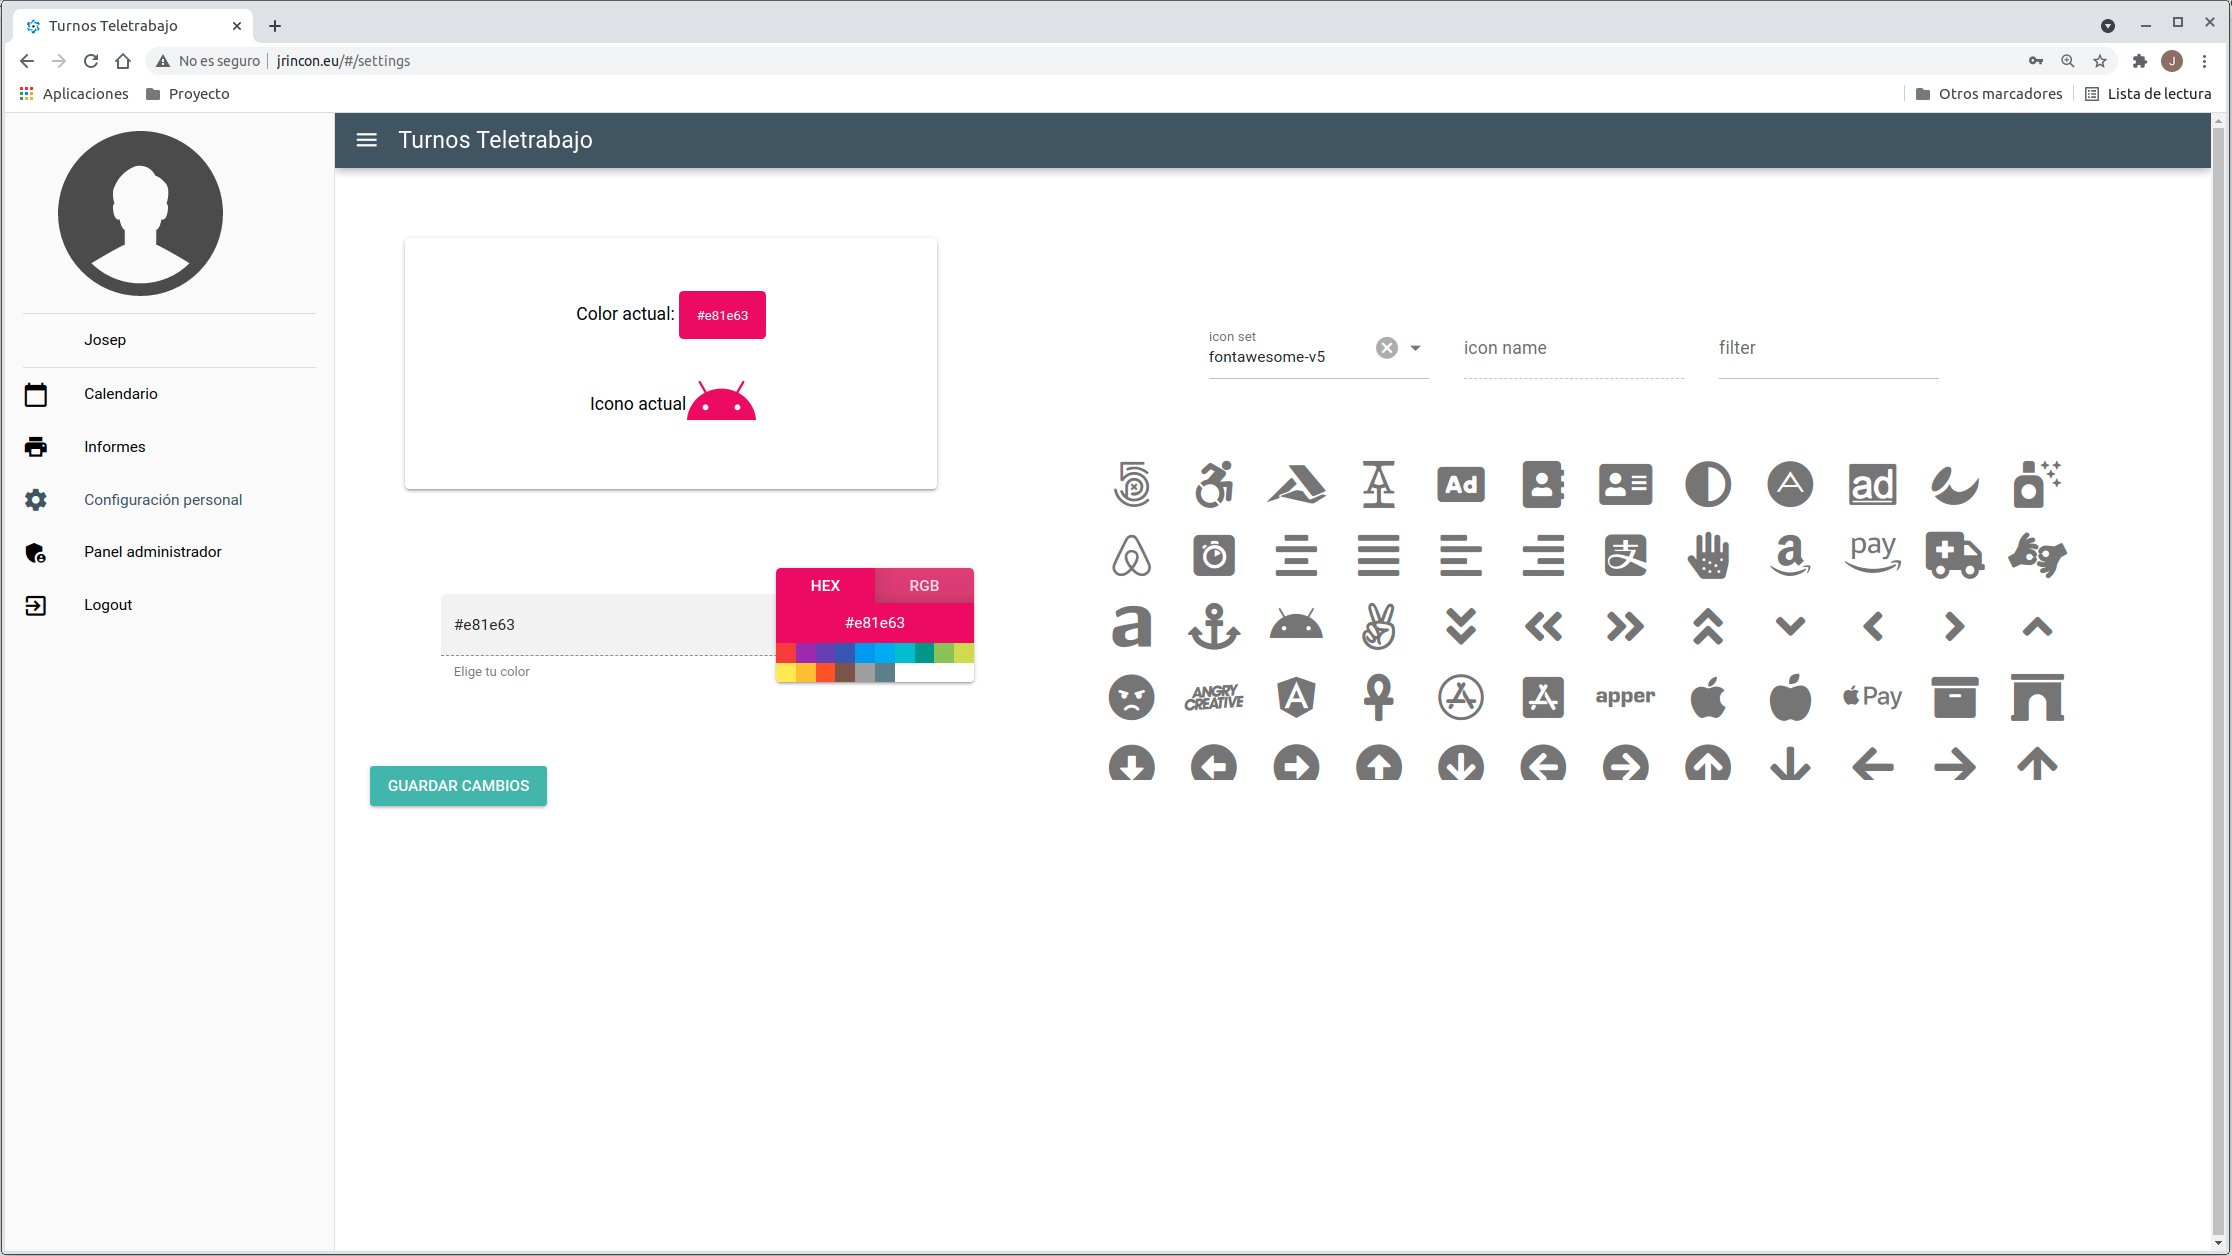 Turnos Teletrabajo
No es seguro jrincon.eu/#/settings
J
Aplicaciones Proyecto Otros marcadores Lista de lectura
Turnos Teletrabajo
Josep
Calendario
Informes
Configuración personal
Panel administrador
Logout
Color actual: #e81e63
Icono actual
HEX RGB
#e81e63
#e81e63
Elige tu color
GUARDAR CAMBIOS
icon set
fontawesome-v5
icon name
filter
Ad
ad
a
pay
a
ANGRY
CREATIVE
A
apper
Pay